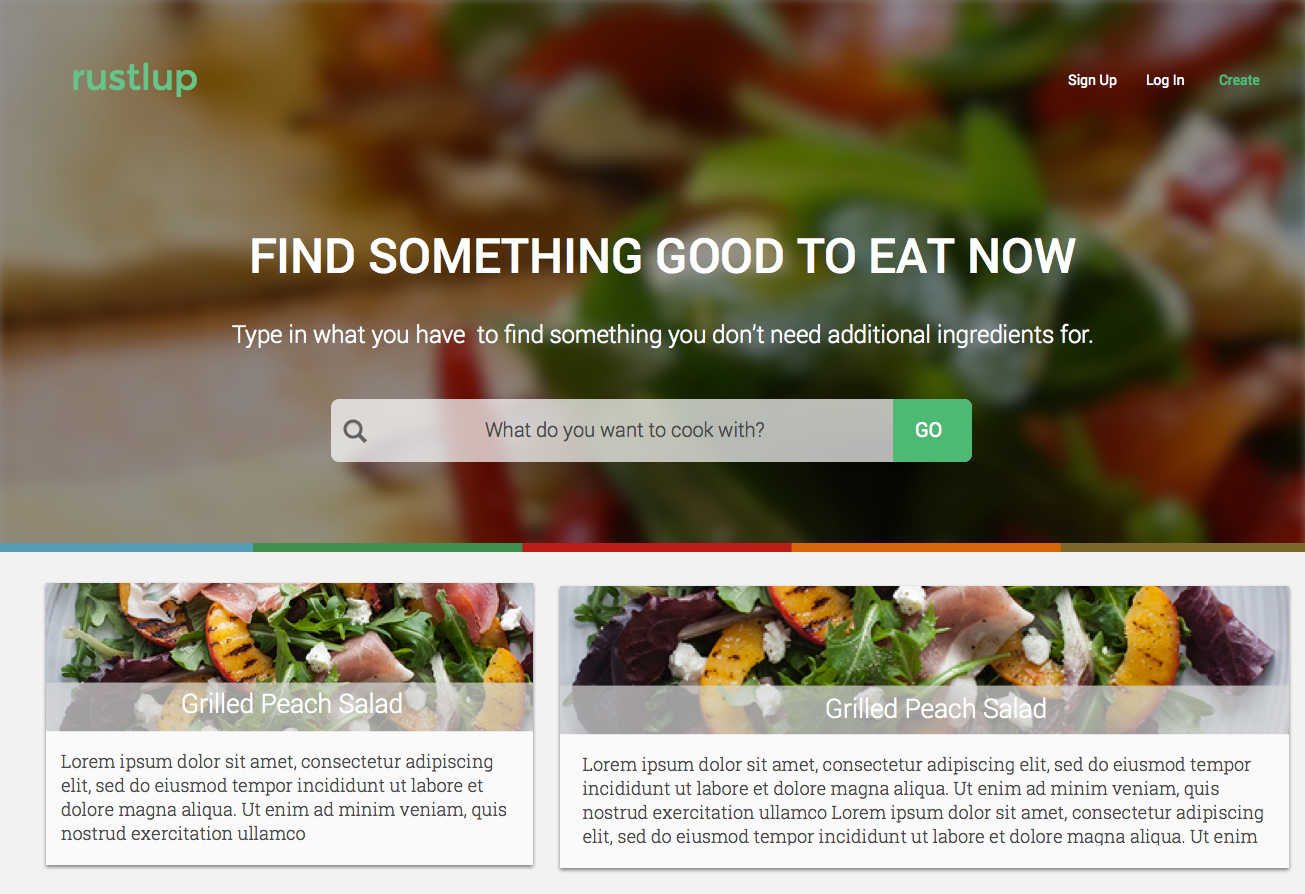 rustlup
Sign Up Log In Create
FIND SOMETHING GOOD TO EAT NOW
Type in what you have  to find something you don’t need additional ingredients for.
What do you want to cook with? GO
Grilled Peach Salad
Lorem ipsum dolor sit amet, consectetur adipiscing
elit, sed do eiusmod tempor incididunt ut labore et
dolore magna aliqua. Ut enim ad minim veniam, quis
nostrud exercitation ullamco
Grilled Peach Salad
Lorem ipsum dolor sit amet, consectetur adipiscing elit, sed do eiusmod tempor
incididunt ut labore et dolore magna aliqua. Ut enim ad minim veniam, quis
nostrud exercitation ullamco Lorem ipsum dolor sit amet, consectetur adipiscing
elit, sed do eiusmod tempor incididunt ut labore et dolore magna aliqua. Ut enim